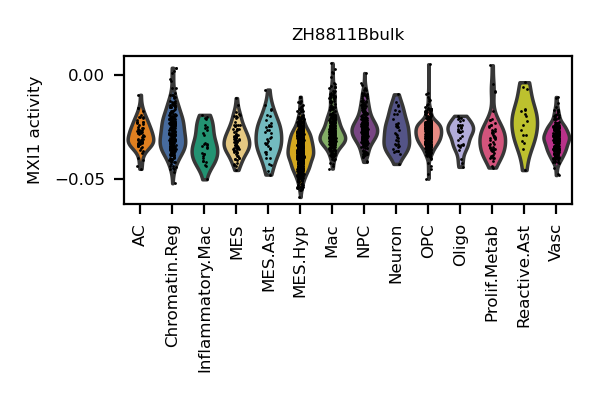 ZH8811Bbulk
MXI1 activity
0.00
−0.05
AC
Chromatin.Reg
Inflammatory.Mac
MES
MES.Ast
MES.Hyp
Mac
NPC
Neuron
OPC
Oligo
Prolif.Metab
Reactive.Ast
Vasc